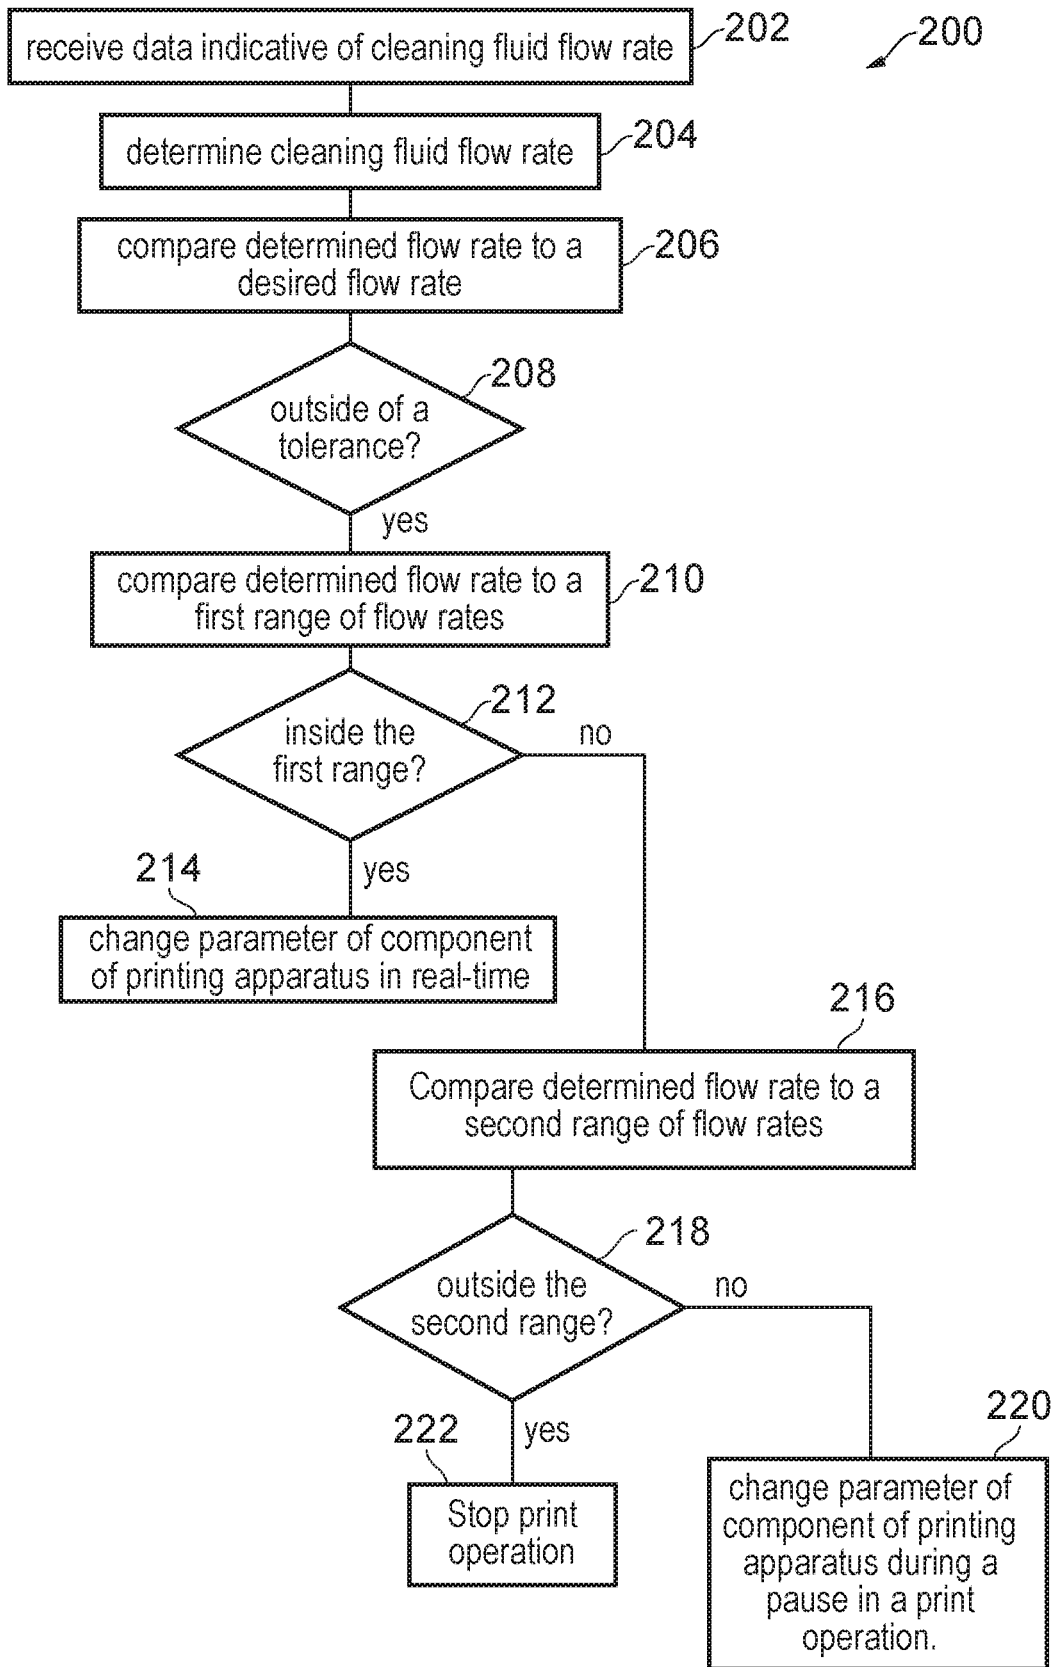 receive data indicative of cleaning fluid flow rate
202
200
determine cleaning fluid flow rate
204
compare determined flow rate to a
desired flow rate
206
208
outside of a
tolerance?
yes
compare determined flow rate to a
first range of flow rates
210
212
inside the
first range?
no
yes
214
change parameter of component
of printing apparatus in real-time
216
Compare determined flow rate to a
second range of flow rates
218
outside the
second range?
no
yes
222
Stop print
operation
220
change parameter of
component of printing
apparatus during a
pause in a print
operation.